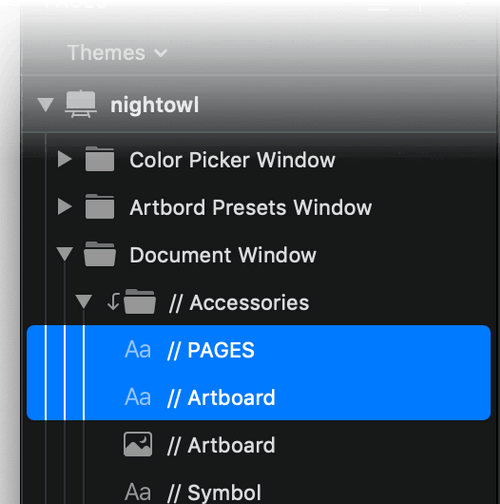 Themes
nightowl
Color Picker Window
Artbord Presets Window
Document Window
// Accessories
Aa // PAGES
Aa // Artboard
// Artboard
Aa // Symbol